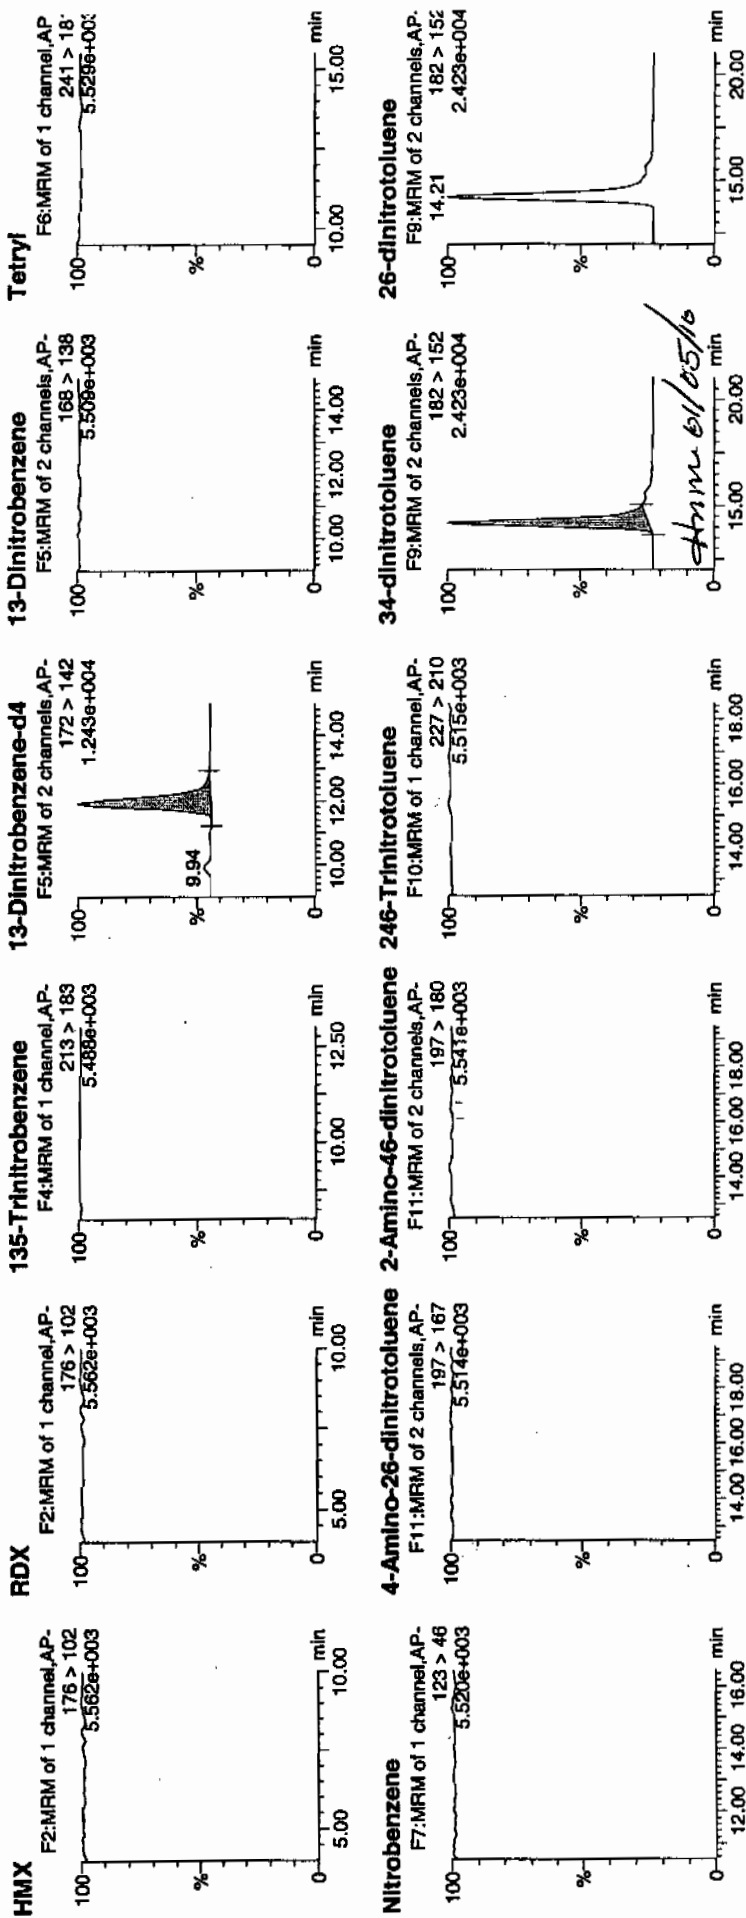 HMX
F2:MRM of 1 channel,AP-
176 > 102
5.562e+003
100
%
0
5.00
10.00
min
RDX
F2:MRM of 1 channel,AP-
176 > 102
5.562e+003
100
%
0
5.00
10.00
min
135-Trinitrobenzene
F4:MRM of 1 channel,AP-
213 > 183
5.488e+003
100
%
0
10.00
12.50
min
13-Dinitrobenzene-d4
F5:MRM of 2 channels,AP-
172 > 142
1.243e+004
100
%
9.94
0
10.00
12.00
14.00
min
13-Dinitrobenzene
F5:MRM of 2 channels,AP-
168 > 138
5.509e+003
100
%
0
10.00
12.00
14.00
min
Tetryl
F6:MRM of 1 channel,AP
241 > 18
5.529e+00
100
%
0
10.00
15.00
min
Nitrobenzene
F7:MRM of 1 channel,AP-
123 > 46
5.520e+003
100
%
0
12.00
14.00
16.00
min
4-Amino-26-dinitrotoluene
F11:MRM of 2 channels,AP-
197 > 167
5.514e+003
100
%
0
14.00
16.00
18.00
min
2-Amino-46-dinitrotoluene
F11:MRM of 2 channels,AP-
197 > 180
5.541e+003
100
%
0
14.00
16.00
18.00
min
246-Trinitrotoluene
F10:MRM of 1 channel,AP-
227 > 210
5.515e+003
100
%
0
14.00
16.00
18.00
min
34-dinitrotoluene
F9:MRM of 2 channels,AP-
182 > 152
2.423e+004
100
%
0
15.00
20.00
min
01/05/10
26-dinitrotoluene
F9:MRM of 2 channels,AP-
14.21
182 > 152
2.423e+004
100
%
0
15.00
20.00
min